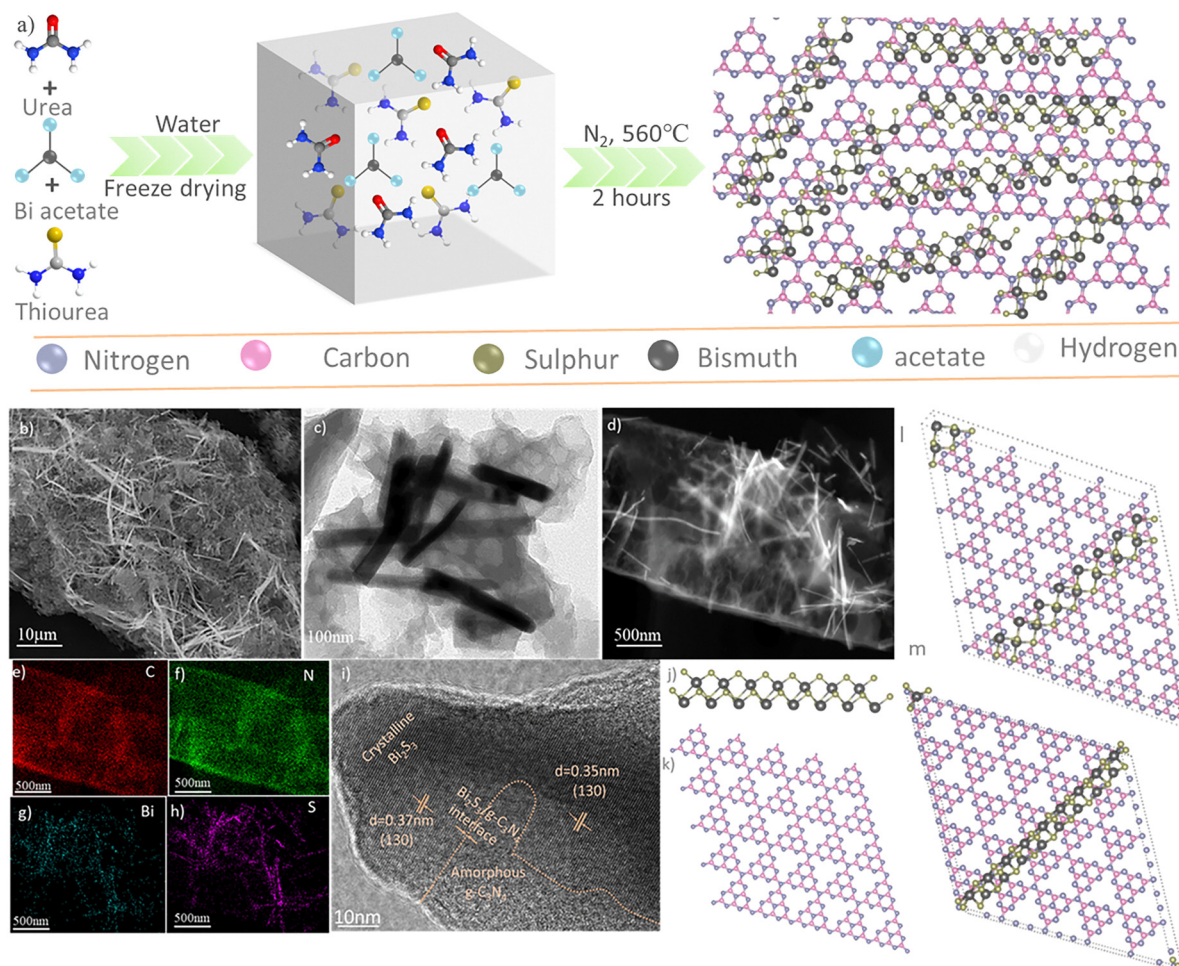 a)
+
Urea
+
Bi acetate
Thiourea
Water
Freeze drying
N₂, 560℃
2 hours
Nitrogen
Carbon
Sulphur
Bismuth
acetate
Hydrogen
b)
10μm
c)
100nm
d)
500nm
l
m
e)
C
500nm
f)
N
g)
Bi
500nm
h)
S
500nm
i)
Crystalline
Bi₂S₃
d=0.37nm
(130)
Bi₂S₃/g-C₃N₄
interface
d=0.35nm
(130)
Amorphous
g-C₃N₄
10nm
j)
k)